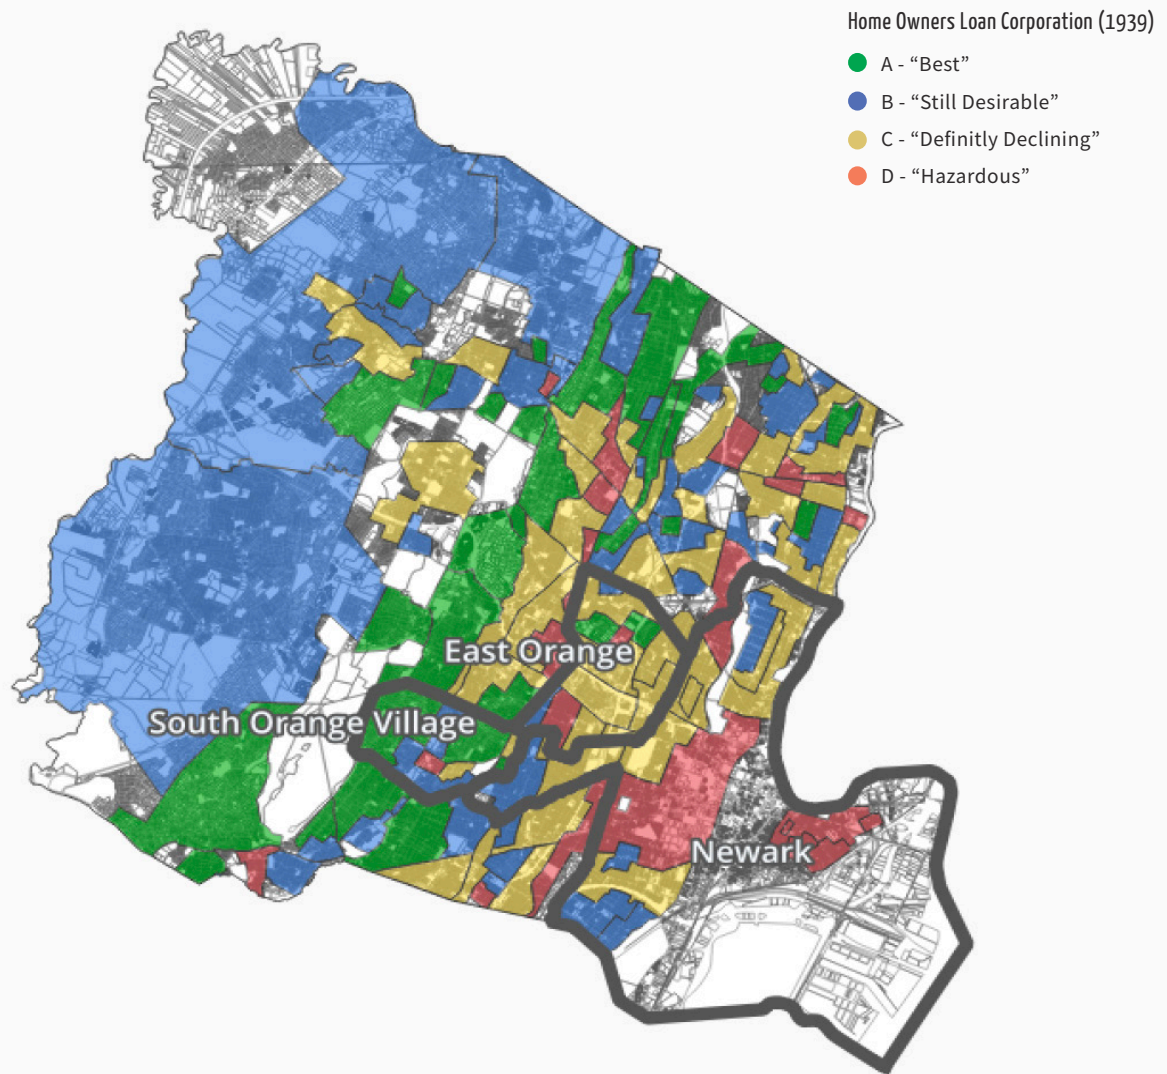 Home Owners Loan Corporation (1939)
A - “Best”
B - “Still Desirable”
C - “Definitly Declining”
D - “Hazardous”
East Orange
South Orange Village
Newark